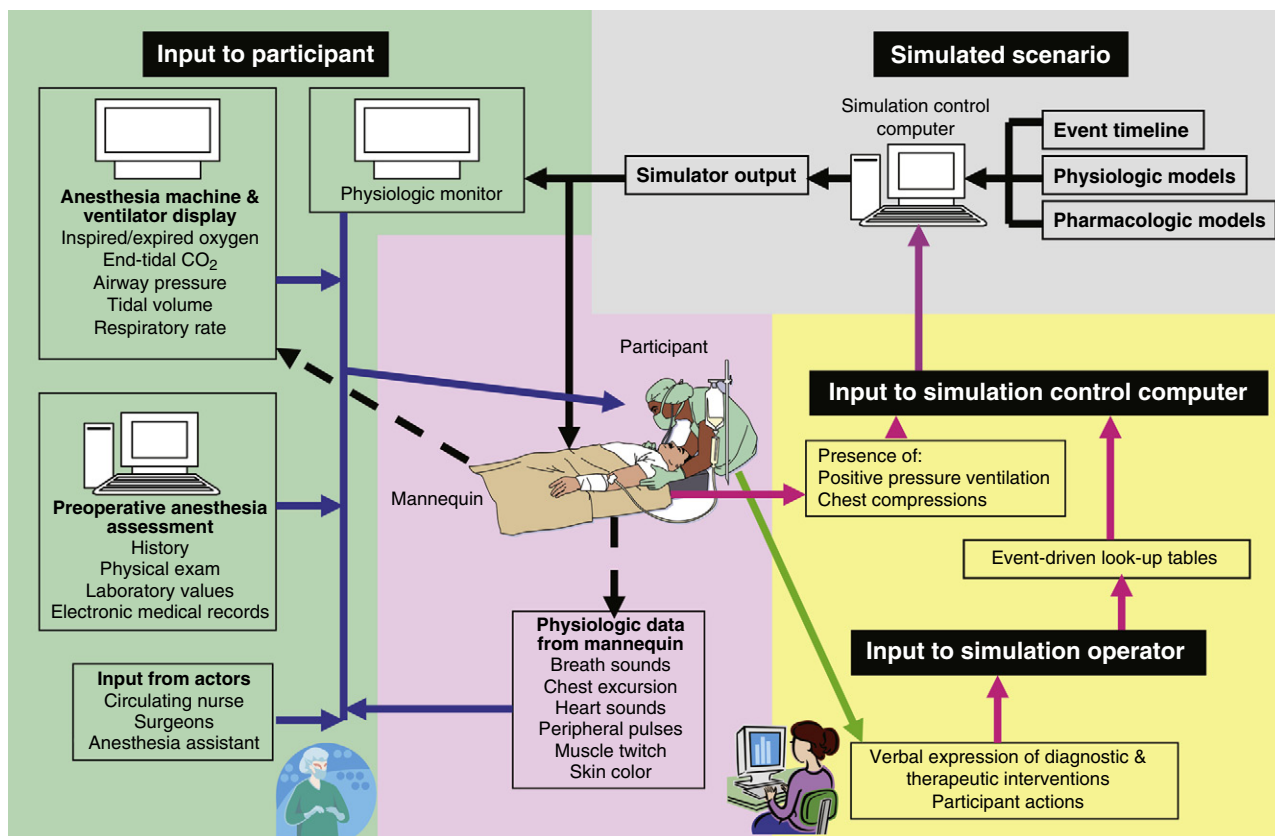 Input to participant
Anesthesia machine &
ventilator display
Inspired/expired oxygen
End-tidal CO₂
Airway pressure
Tidal volume
Respiratory rate
Physiologic monitor
Preoperative anesthesia
assessment
History
Physical exam
Laboratory values
Electronic medical records
Input from actors
Circulating nurse
Surgeons
Anesthesia assistant
Simulated scenario
Simulation control
computer
Event timeline
Physiologic models
Pharmacologic models
Simulator output
Participant
Mannequin
Physiologic data
from mannequin
Breath sounds
Chest excursion
Heart sounds
Peripheral pulses
Muscle twitch
Skin color
Input to simulation control computer
Presence of:
Positive pressure ventilation
Chest compressions
Event-driven look-up tables
Input to simulation operator
Verbal expression of diagnostic &
therapeutic interventions
Participant actions